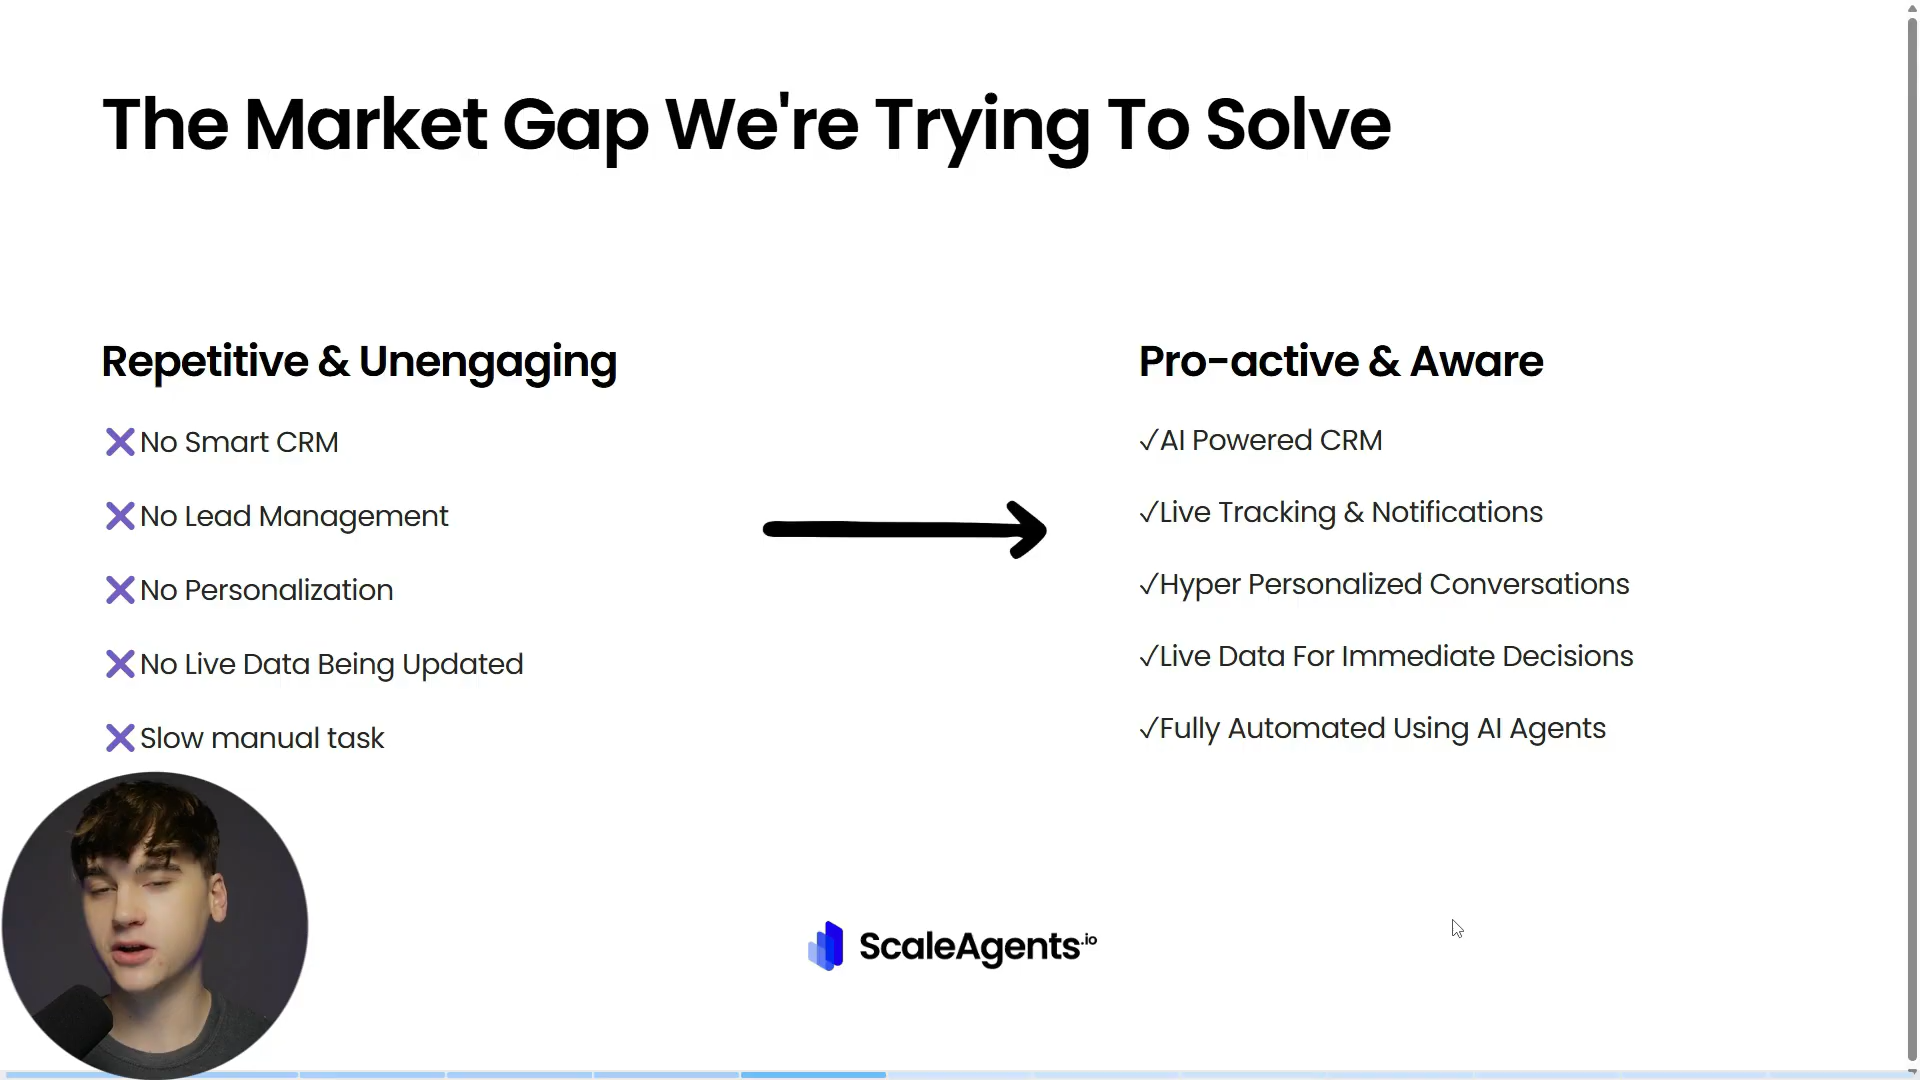 The Market Gap We're Trying To Solve
Repetitive & Unengaging
❌ No Smart CRM
❌ No Lead Management
❌ No Personalization
❌ No Live Data Being Updated
❌ Slow manual task
Pro-active & Aware
✓AI Powered CRM
✓Live Tracking & Notifications
✓Hyper Personalized Conversations
✓Live Data For Immediate Decisions
✓Fully Automated Using AI Agents
ScaleAgents.io